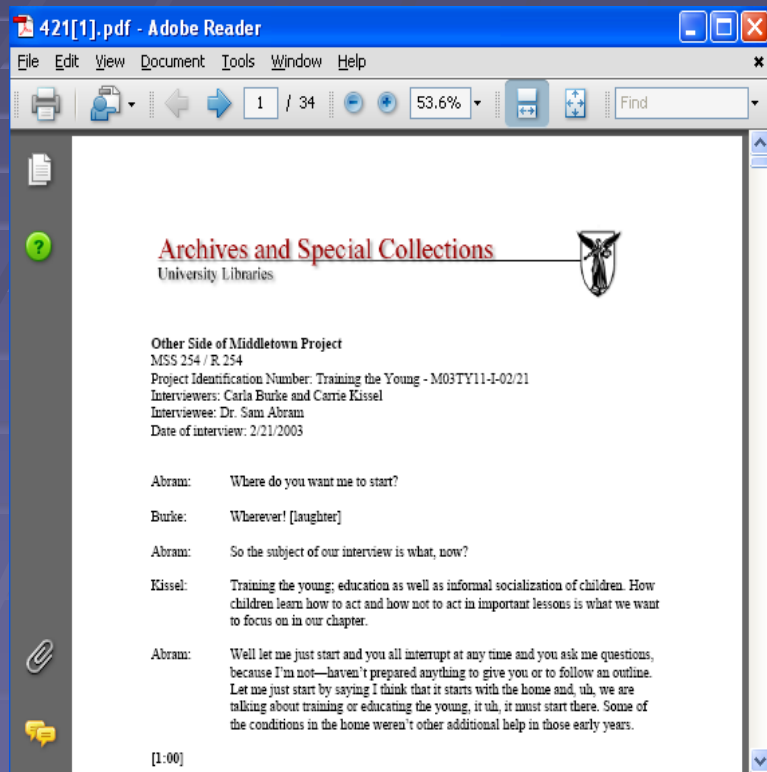 421[1].pdf - Adobe Reader
File Edit View Document Tools Window Help
1 / 34 53.6% Find
Archives and Special Collections
University Libraries
Other Side of Middletown Project
MSS 254 / R 254
Project Identification Number: Training the Young - M03TY11-I-02/21
Interviewers: Carla Burke and Carrie Kissel
Interviewee: Dr. Sam Abram
Date of interview: 2/21/2003
Abram: Where do you want me to start?
Burke: Wherever! [laughter]
Abram: So the subject of our interview is what, now?
Kissel: Training the young; education as well as informal socialization of children. How
children learn how to act and how not to act in important lessons is what we want
to focus on in our chapter.
Abram: Well let me just start and you all interrupt at any time and you ask me questions,
because I'm not—haven't prepared anything to give you or to follow an outline.
Let me just start by saying I think that it starts with the home and, uh, we are
talking about training or educating the young, it uh, it must start there. Some of
the conditions in the home weren't other additional help in those early years.
[1:00]